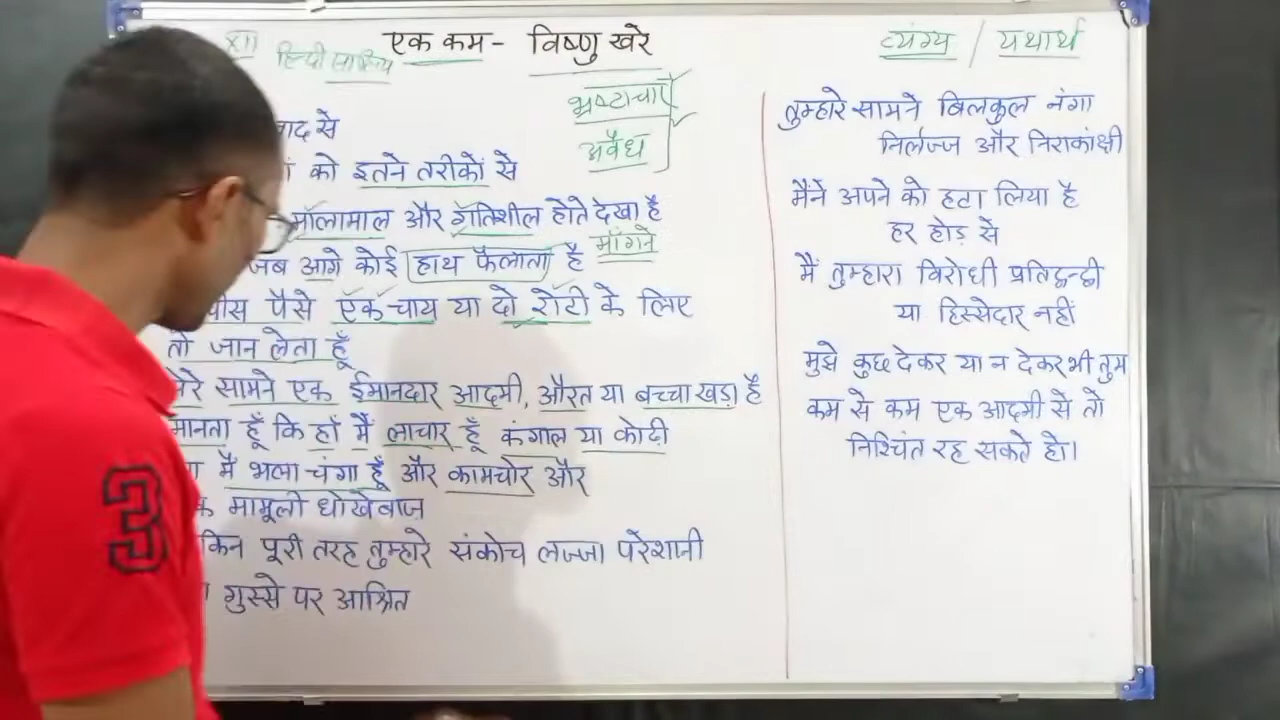 XII हिन्दी साहित्य
एक कम - विष्णु खरे
व्यंग्य / यथार्थ
भ्रष्टाचार
अवैध
से
को इतने तरीकों से
मालामाल और गतिशील होते देखा है
माँगने
जब आगे कोई हाथ फैलाता है
पैसे एक चाय या दो रोटी के लिए
तो जान लेता हूँ
मेरे सामने एक ईमानदार आदमी, औरत या बच्चा खड़ा है
मानता हूँ कि हाँ मैं लाचार हूँ कंगाल या कोढ़ी
मैं भला चंगा हूँ और कामचोर और
मामूली धोखेबाज़
पूरी तरह तुम्हारे संकोच लज्जा परेशानी
गुस्से पर आश्रित
तुम्हारे सामने बिलकुल नंगा
निर्लज्ज और निराकांक्षी
मैंने अपने को हटा लिया है
हर होड़ से
मैं तुम्हारा विरोधी प्रतिद्वन्द्वी
या हिस्सेदार नहीं
मुझे कुछ देकर या न देकर भी तुम
कम से कम एक आदमी से तो
निश्चिंत रह सकते हो।
3